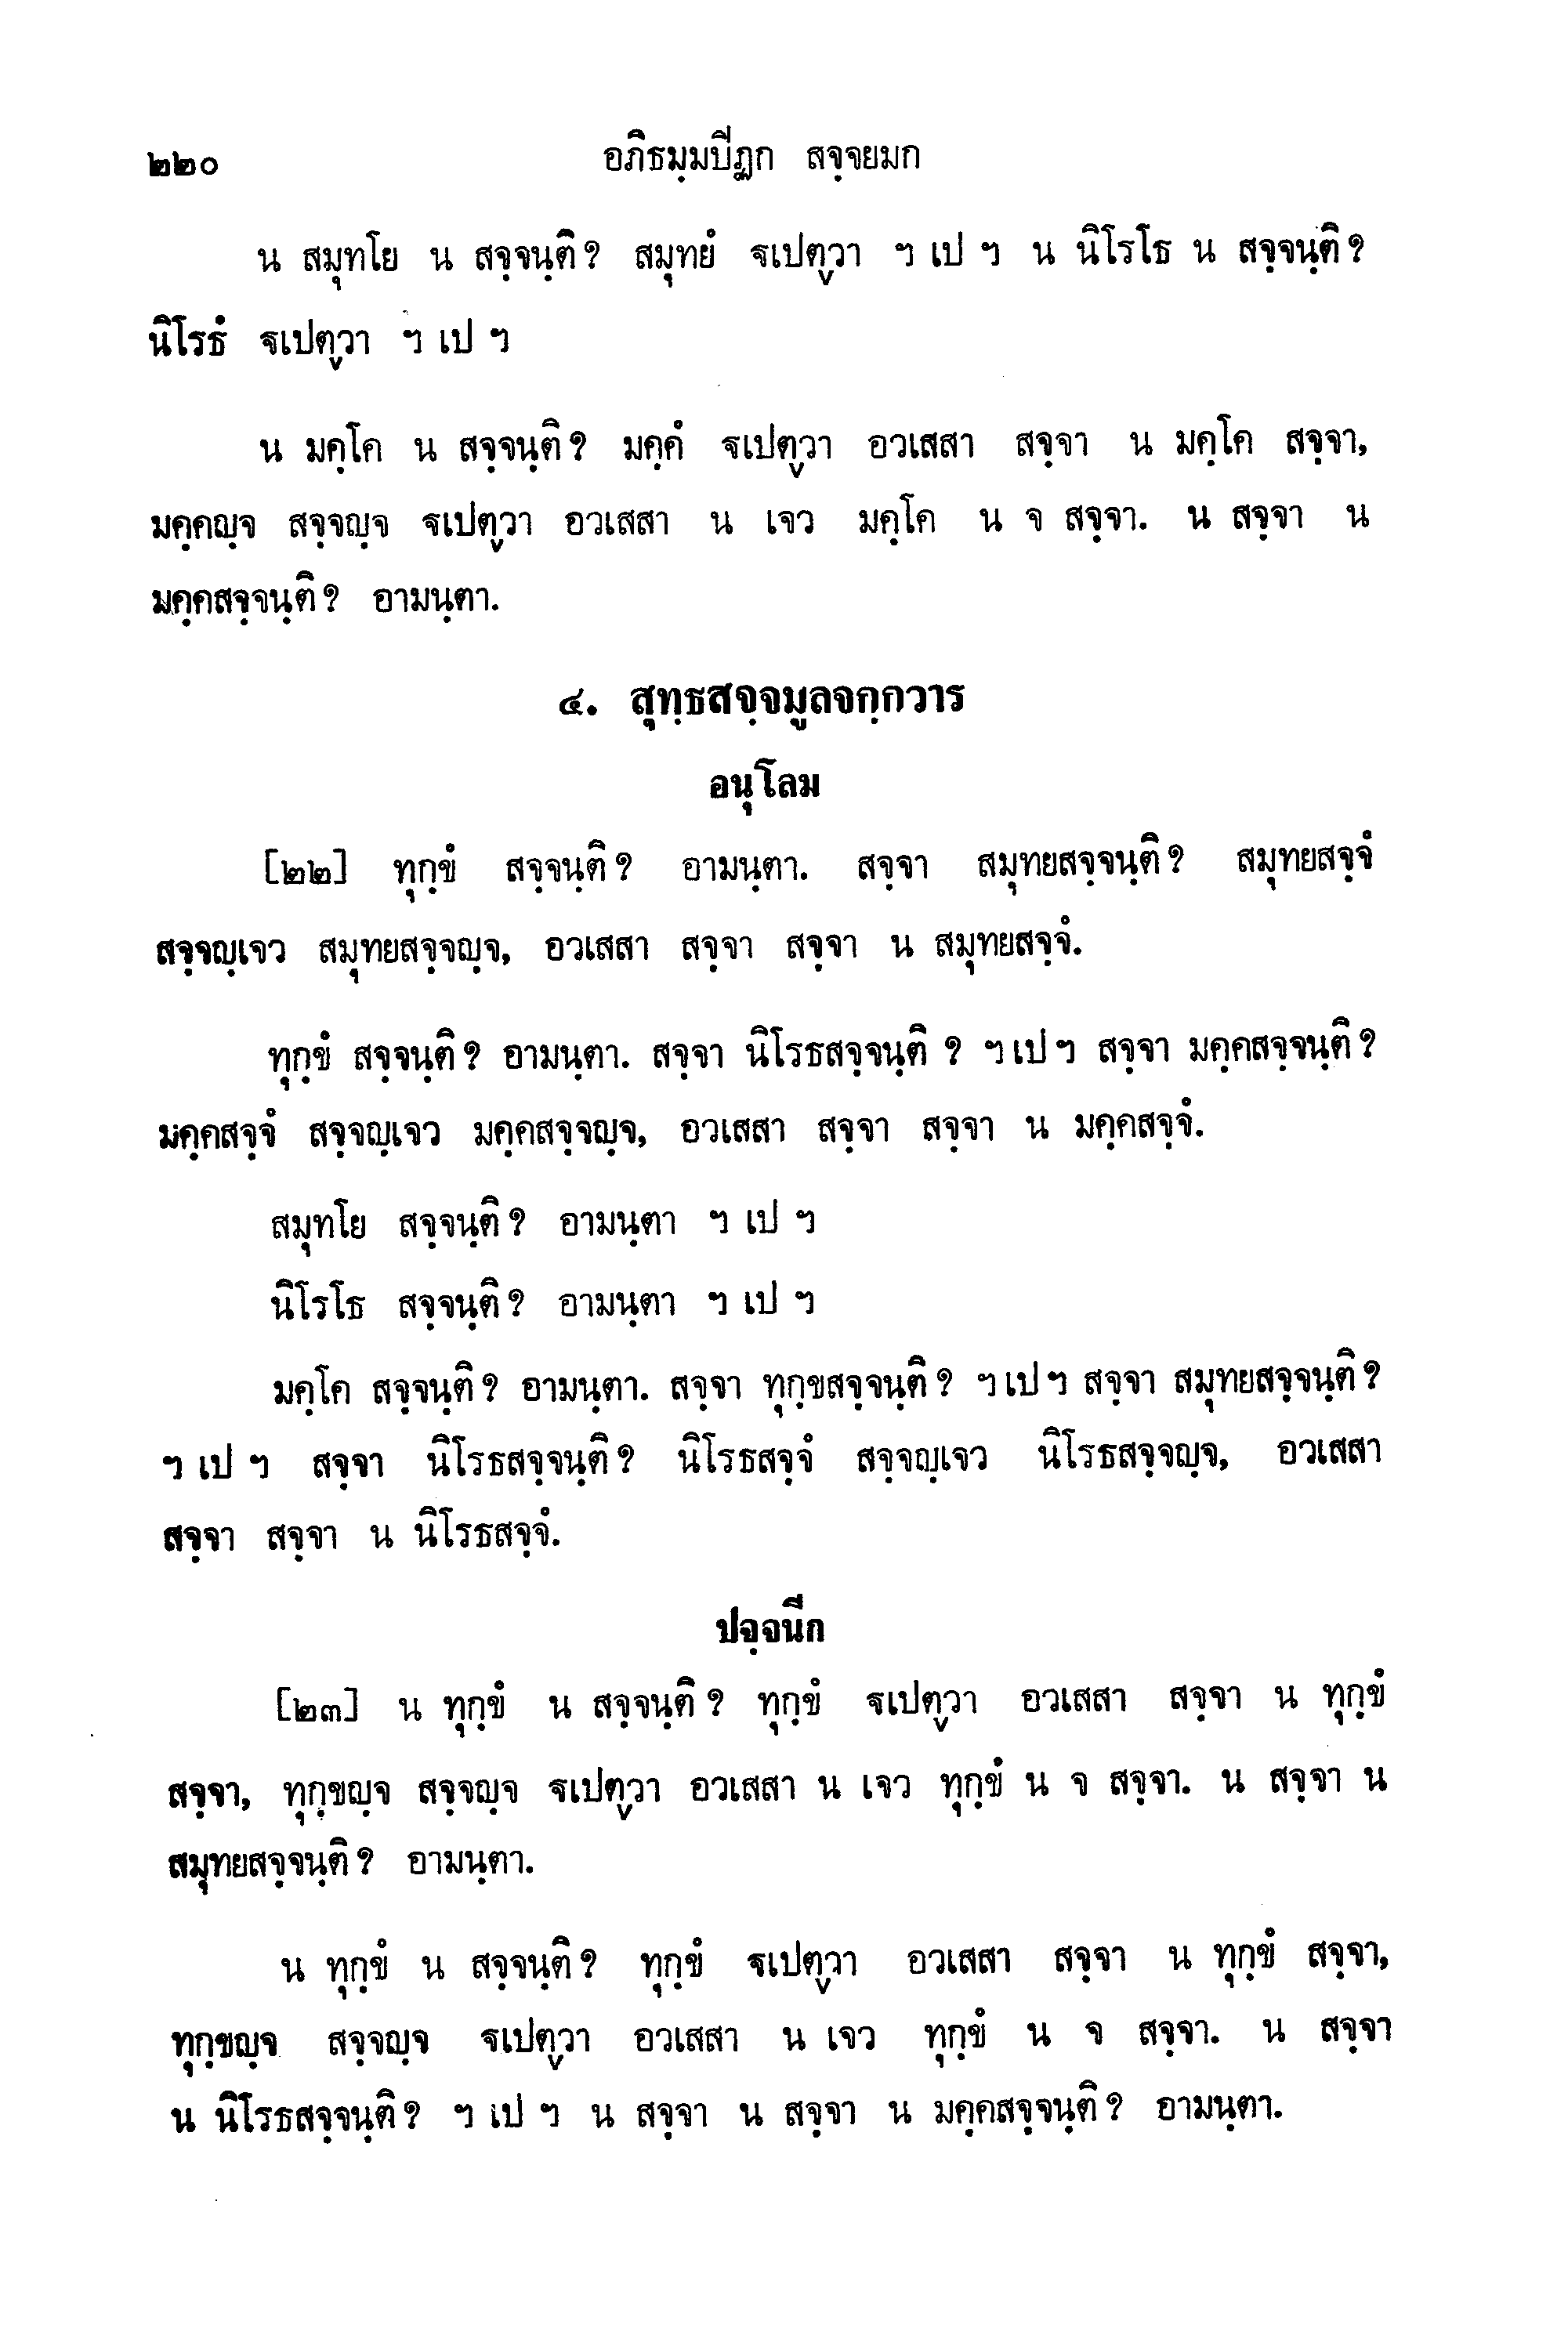 ๒๒๐ อภิธมฺมปีฏก สจฺจยมก
น สมุทโย น สจฺจนฺติ? สมุทยํ ฐเปตฺวา ฯ เป ฯ น นิโรโธ น สจฺจนฺติ?
นิโรธํ ฐเปตฺวา ฯ เป ฯ
น มคฺโค น สจฺจนฺติ? มคฺคํ ฐเปตฺวา อวเสสา สจฺจา น มคฺโค สจฺจา,
มคฺคญฺจ สจฺจญฺจ ฐเปตฺวา อวเสสา น เจว มคฺโค น จ สจฺจา. น สจฺจา น
มคฺคสจฺจนฺติ? อามนฺตา.
๔. สุทฺธสจฺจมูลจกฺกวาร
อนุโลม
[๒๒] ทุกฺขํ สจฺจนฺติ? อามนฺตา. สจฺจา สมุทยสจฺจนฺติ? สมุทยสจฺจํ
สจฺจญฺเจว สมุทยสจฺจญฺจ, อวเสสา สจฺจา สจฺจา น สมุทยสจฺจํ.
ทุกฺขํ สจฺจนฺติ? อามนฺตา. สจฺจา นิโรธสจฺจนฺติ ? ฯ เป ฯ สจฺจา มคฺคสจฺจนฺติ?
มคฺคสจฺจํ สจฺจญฺเจว มคฺคสจฺจญฺจ, อวเสสา สจฺจา สจฺจา น มคฺคสจฺจํ.
สมุทโย สจฺจนฺติ? อามนฺตา ฯ เป ฯ
นิโรโธ สจฺจนฺติ? อามนฺตา ฯ เป ฯ
มคฺโค สจฺจนฺติ? อามนฺตา. สจฺจา ทุกฺขสจฺจนฺติ? ฯ เป ฯ สจฺจา สมุทยสจฺจนฺติ?
ฯ เป ฯ สจฺจา นิโรธสจฺจนฺติ? นิโรธสจฺจํ สจฺจญฺเจว นิโรธสจฺจญฺจ, อวเสสา
สจฺจา สจฺจา น นิโรธสจฺจํ.
ปจฺจนีก
[๒๓] น ทุกฺขํ น สจฺจนฺติ? ทุกฺขํ ฐเปตฺวา อวเสสา สจฺจา น ทุกฺขํ
สจฺจา, ทุกฺขญฺจ สจฺจญฺจ ฐเปตฺวา อวเสสา น เจว ทุกฺขํ น จ สจฺจา. น สจฺจา น
สมุทยสจฺจนฺติ? อามนฺตา.
น ทุกฺขํ น สจฺจนฺติ? ทุกฺขํ ฐเปตฺวา อวเสสา สจฺจา น ทุกฺขํ สจฺจา,
ทุกฺขญฺจ สจฺจญฺจ ฐเปตฺวา อวเสสา น เจว ทุกฺขํ น จ สจฺจา. น สจฺจา
น นิโรธสจฺจนฺติ? ฯ เป ฯ น สจฺจา น สจฺจา น มคฺคสจฺจนฺติ? อามนฺตา.